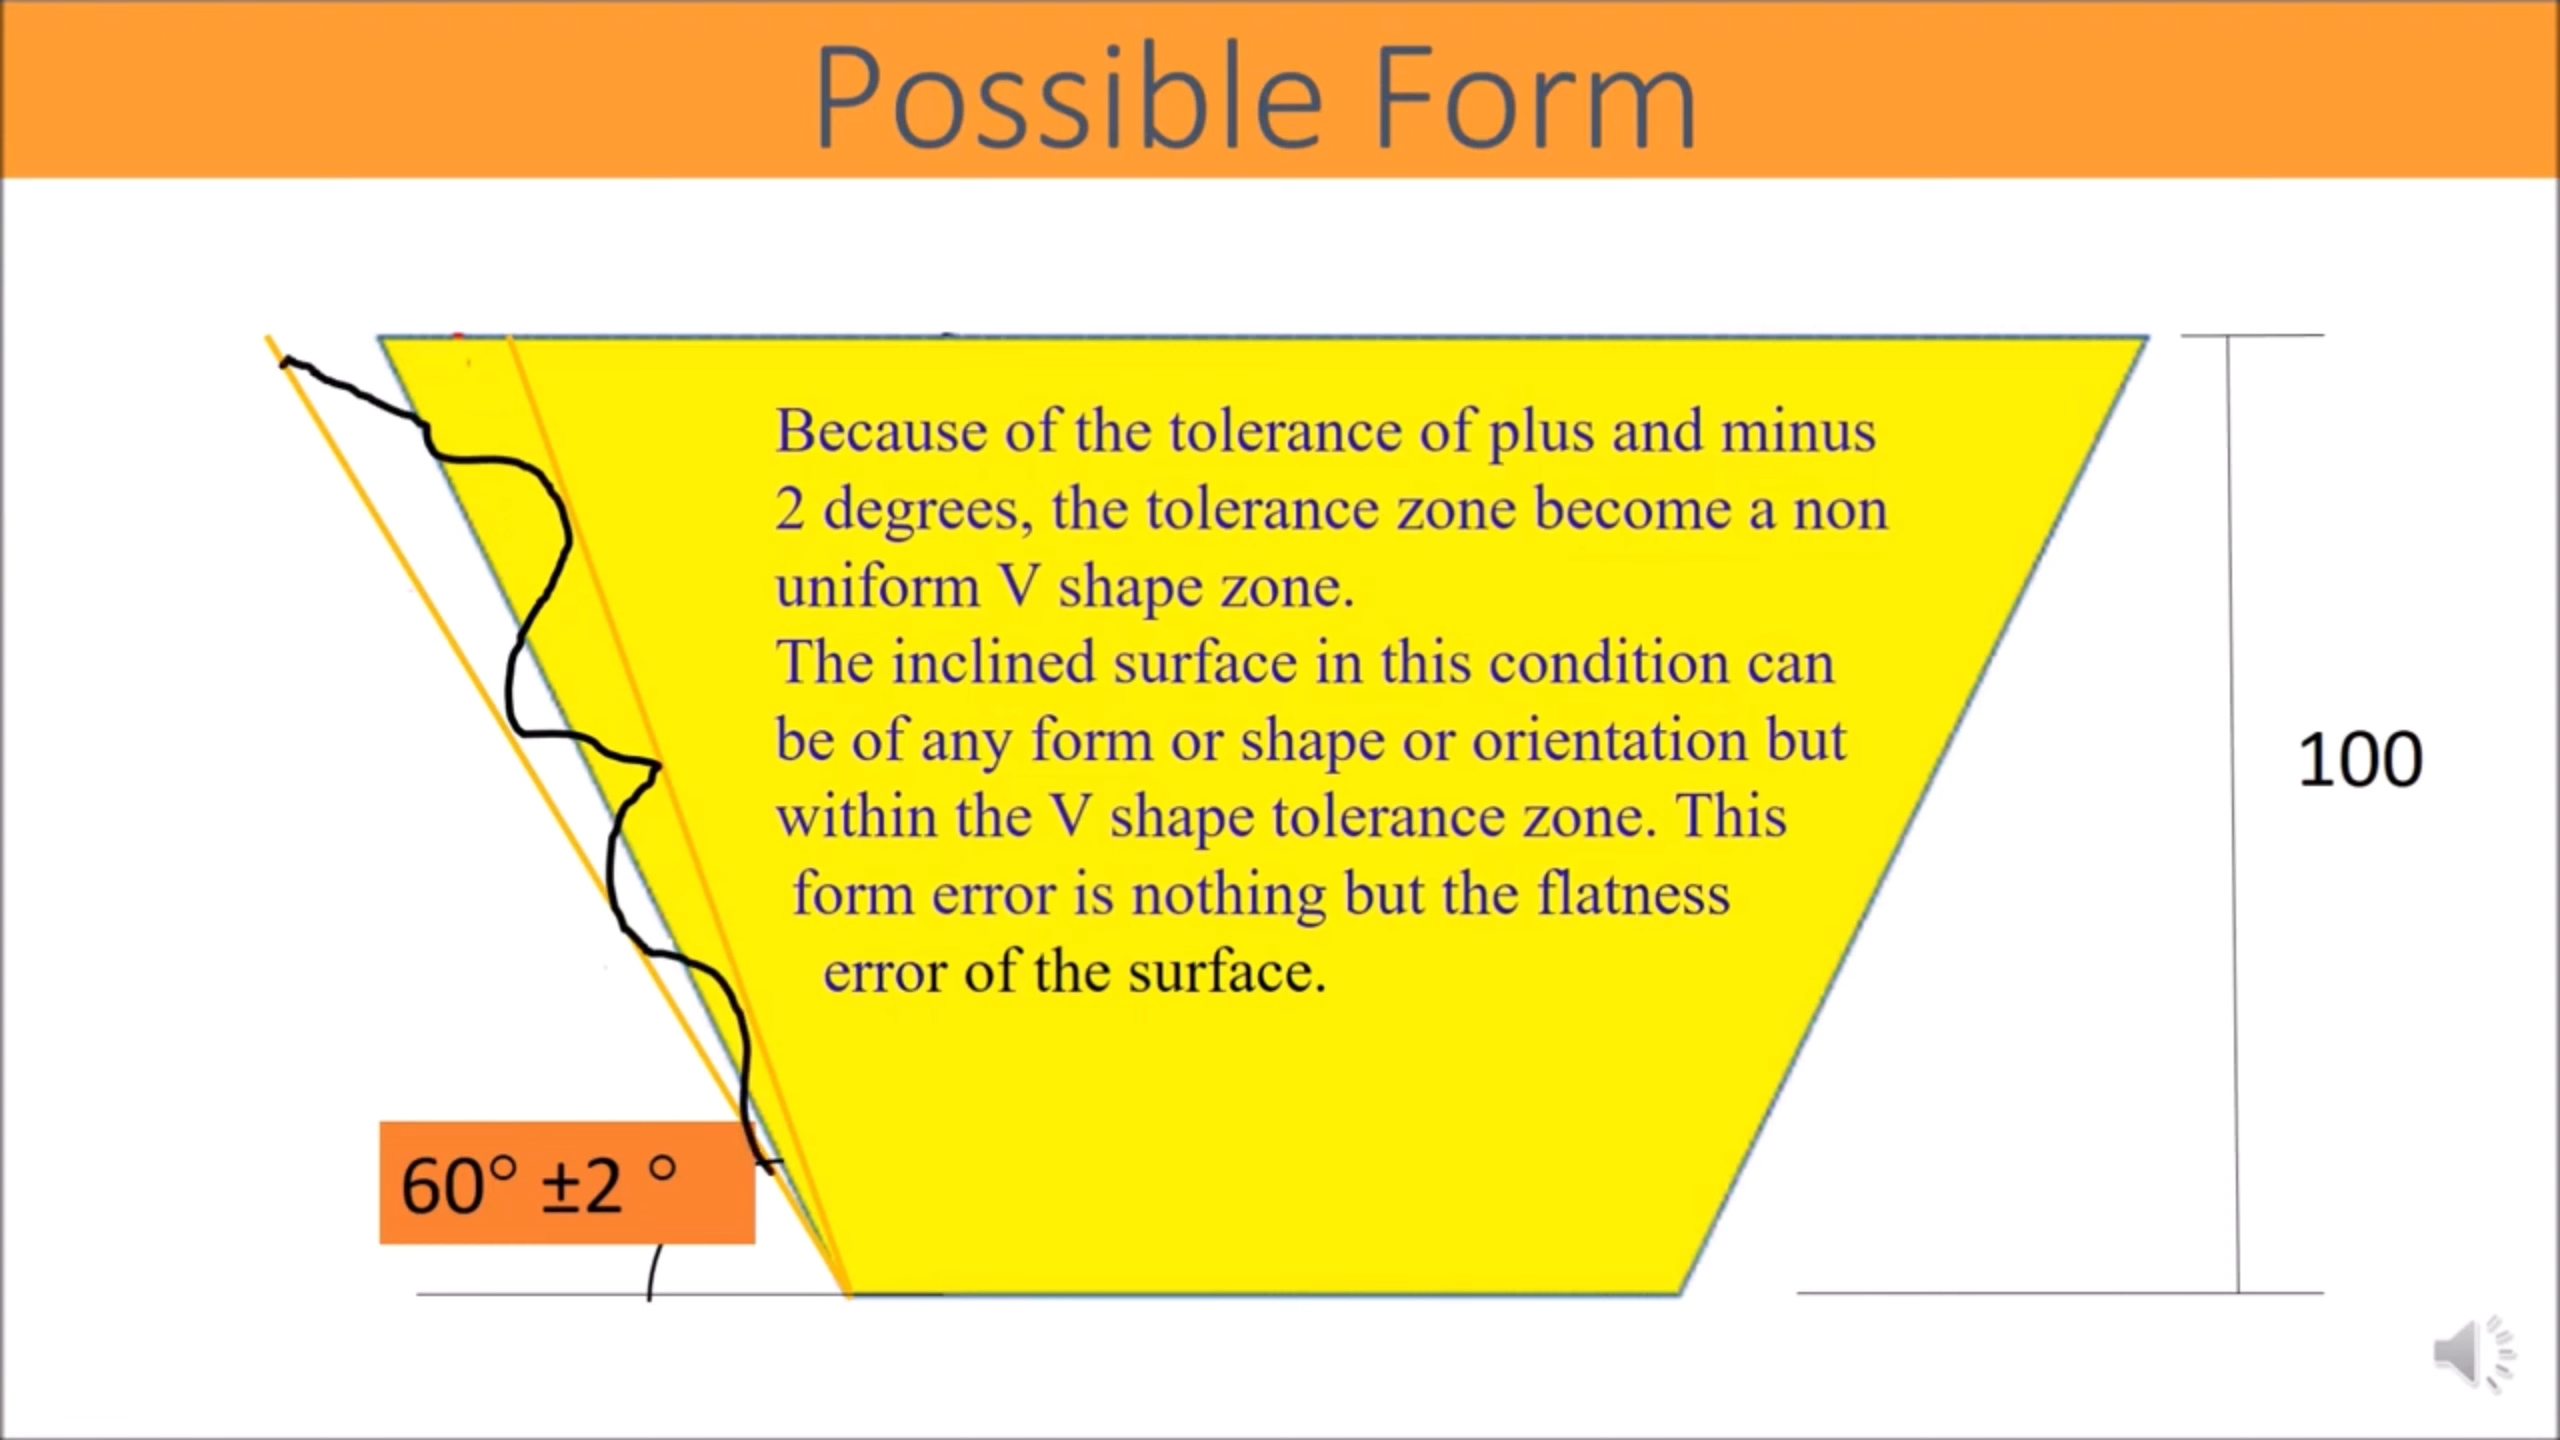 Possible Form
Because of the tolerance of plus and minus
2 degrees, the tolerance zone become a non
uniform V shape zone.
The inclined surface in this condition can
be of any form or shape or orientation but
within the V shape tolerance zone. This
form error is nothing but the flatness
error of the surface.
100
60° ±2 °